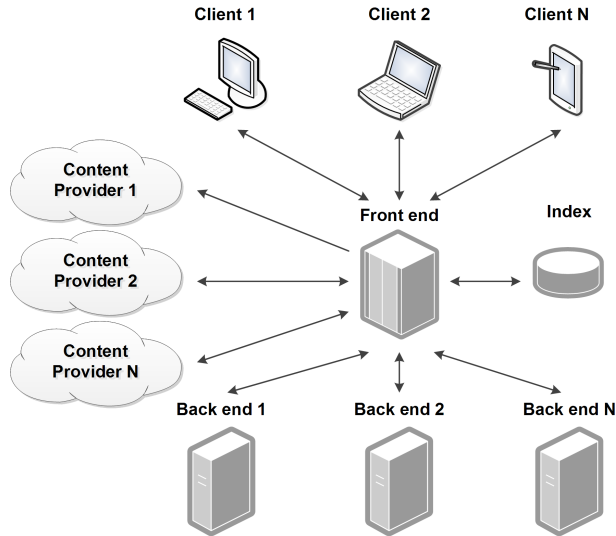 Client 1
Client 2
Client N
Content
Provider 1
Front end
Index
Content
Provider 2
Content
Provider N
Back end 1
Back end 2
Back end N